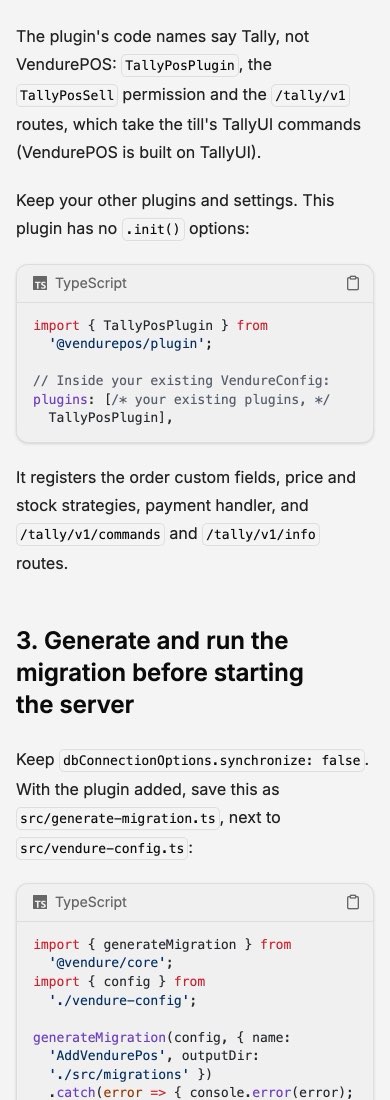 The plugin's code names say Tally, not
VendurePOS: TallyPosPlugin, the
TallyPosSell permission and the /tally/v1
routes, which take the till's TallyUI commands
(VendurePOS is built on TallyUI).
Keep your other plugins and settings. This
plugin has no .init() options:
TS TypeScript
import { TallyPosPlugin } from
'@vendurepos/plugin';
// Inside your existing VendureConfig:
plugins: [/* your existing plugins, */
TallyPosPlugin],
It registers the order custom fields, price and
stock strategies, payment handler, and
/tally/v1/commands and /tally/v1/info
routes.
3. Generate and run the
migration before starting
the server
Keep dbConnectionOptions.synchronize: false.
With the plugin added, save this as
src/generate-migration.ts, next to
src/vendure-config.ts:
TS TypeScript
import { generateMigration } from
'@vendure/core';
import { config } from
'./vendure-config';
generateMigration(config, { name:
'AddVendurePos', outputDir:
'./src/migrations' })
.catch(error => { console.error(error);